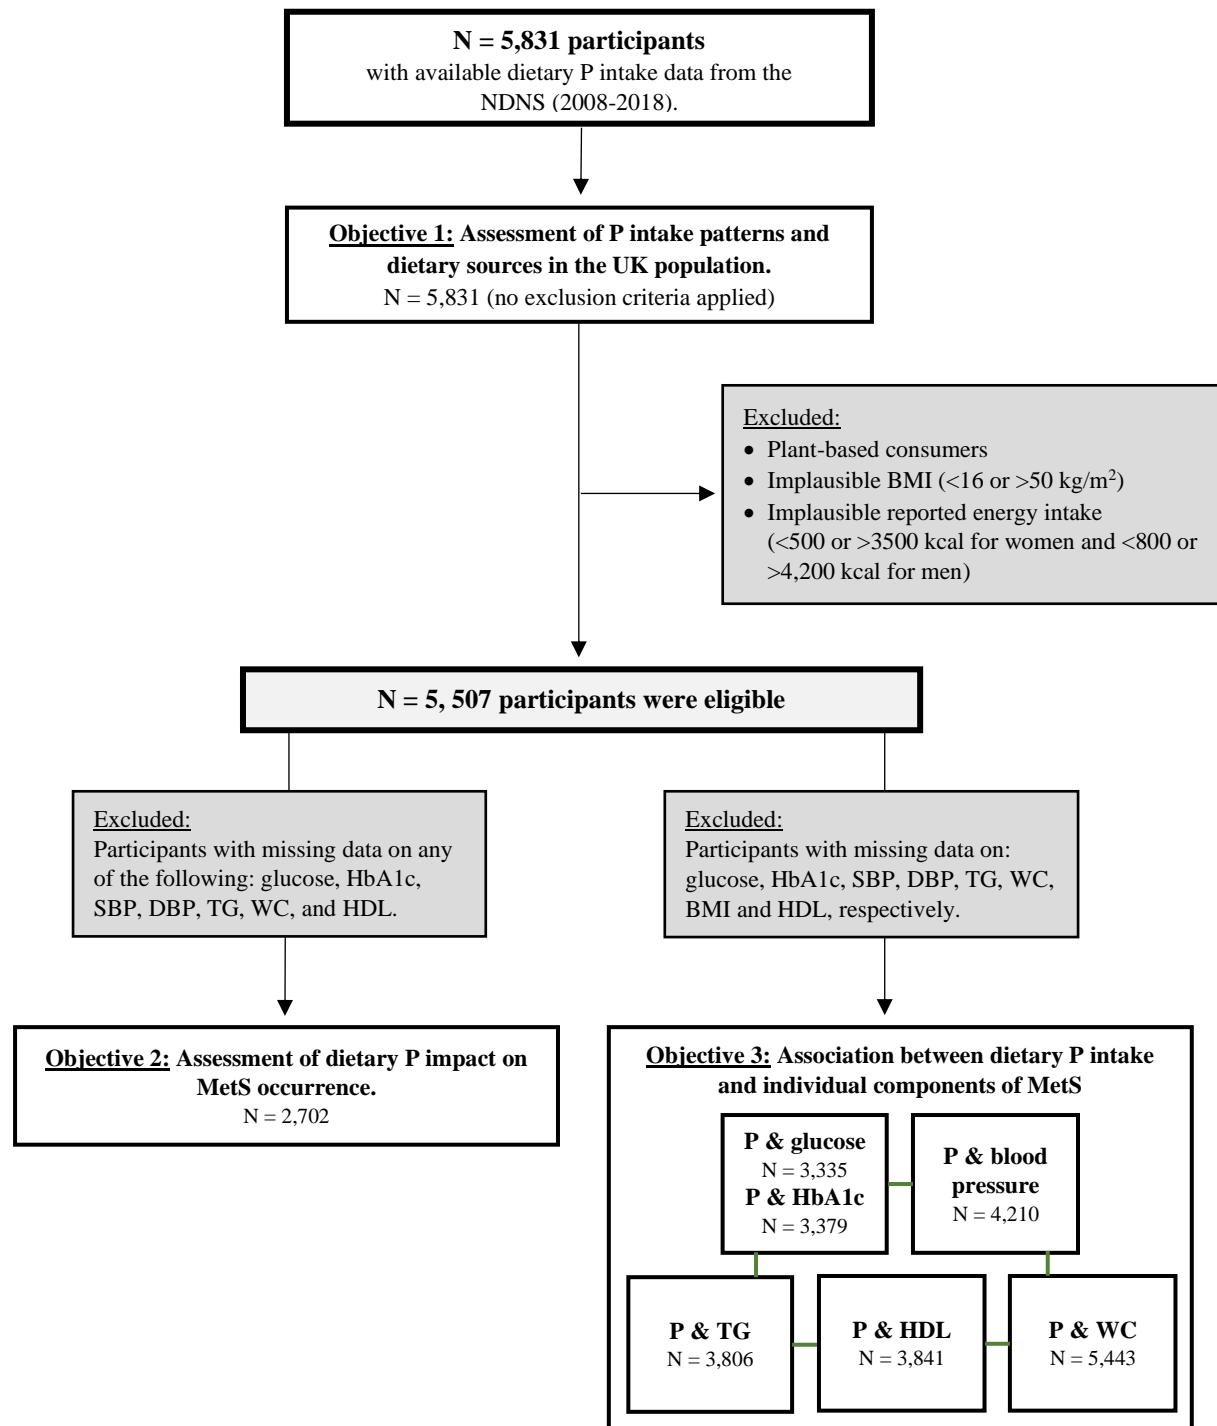 N = 5,831 participants
with available dietary P intake data from the
NDNS (2008-2018).
Objective 1: Assessment of P intake patterns and
dietary sources in the UK population.
N = 5,831 (no exclusion criteria applied)
Excluded:
• Plant-based consumers
• Implausible BMI (<16 or >50 kg/m²)
• Implausible reported energy intake
(<500 or >3500 kcal for women and <800 or
>4,200 kcal for men)
N = 5, 507 participants were eligible
Excluded:
Participants with missing data on any
of the following: glucose, HbA1c,
SBP, DBP, TG, WC, and HDL.
Excluded:
Participants with missing data on:
glucose, HbA1c, SBP, DBP, TG, WC,
BMI and HDL, respectively.
Objective 2: Assessment of dietary P impact on
MetS occurrence.
N = 2,702
Objective 3: Association between dietary P intake
and individual components of MetS
P & glucose
N = 3,335
P & HbA1c
N = 3,379
P & blood
pressure
N = 4,210
P & TG
N = 3,806
P & HDL
N = 3,841
P & WC
N = 5,443